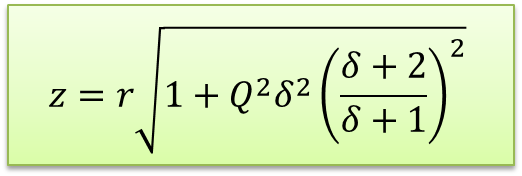 z = r√(1 + Q²δ²((δ + 2)/(δ + 1))²)